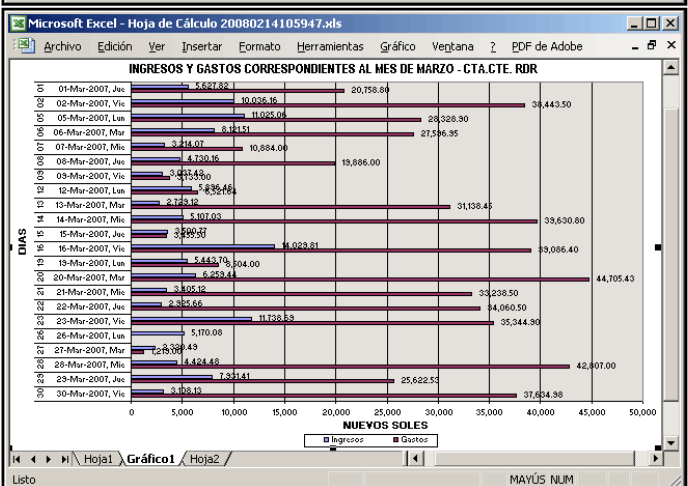 Microsoft Excel - Hoja de Cálculo 20080214105947.xls
Archivo Edición Ver Insertar Formato Herramientas Gráfico Ventana ? PDF de Adobe
INGRESOS Y GASTOS CORRESPONDIENTES AL MES DE MARZO - CTA.CTE. RDR
DIAS
01 01-Mar-2007, Jue 5,627.82 20,758.80
02 02-Mar-2007, Vie 10,036.16 38,443.50
05 05-Mar-2007, Lun 11,025.06 28,328.90
06 06-Mar-2007, Mar 8,121.51 27,596.95
07 07-Mar-2007, Mie 3,214.07 10,884.00
08 08-Mar-2007, Jue 4,730.16 19,886.00
09 09-Mar-2007, Vie
12 12-Mar-2007, Lun
13 13-Mar-2007, Mar 2,729.12 31,138.45
14 14-Mar-2007, Mie 5,107.03 39,630.80
15 15-Mar-2007, Jue
16 16-Mar-2007, Vie 14,029.81 39,086.40
19 19-Mar-2007, Lun 5,443.70 8,504.00
20 20-Mar-2007, Mar 6,259.44 44,705.43
21 21-Mar-2007, Mie 3,405.12 33,238.50
22 22-Mar-2007, Jue 2,925.66 34,060.50
23 23-Mar-2007, Vie 11,738.59 35,344.90
26 26-Mar-2007, Lun 5,170.08
27 27-Mar-2007, Mar
28 28-Mar-2007, Mie 4,424.48 42,807.00
29 29-Mar-2007, Jue 7,931.41 25,622.53
30 30-Mar-2007, Vie 3,108.13 37,634.98
0 5,000 10,000 15,000 20,000 25,000 30,000 35,000 40,000 45,000 50,000
NUEVOS SOLES
Ingresos Gastos
Hoja1 Gráfico1 Hoja2
Listo MAYÚS NUM